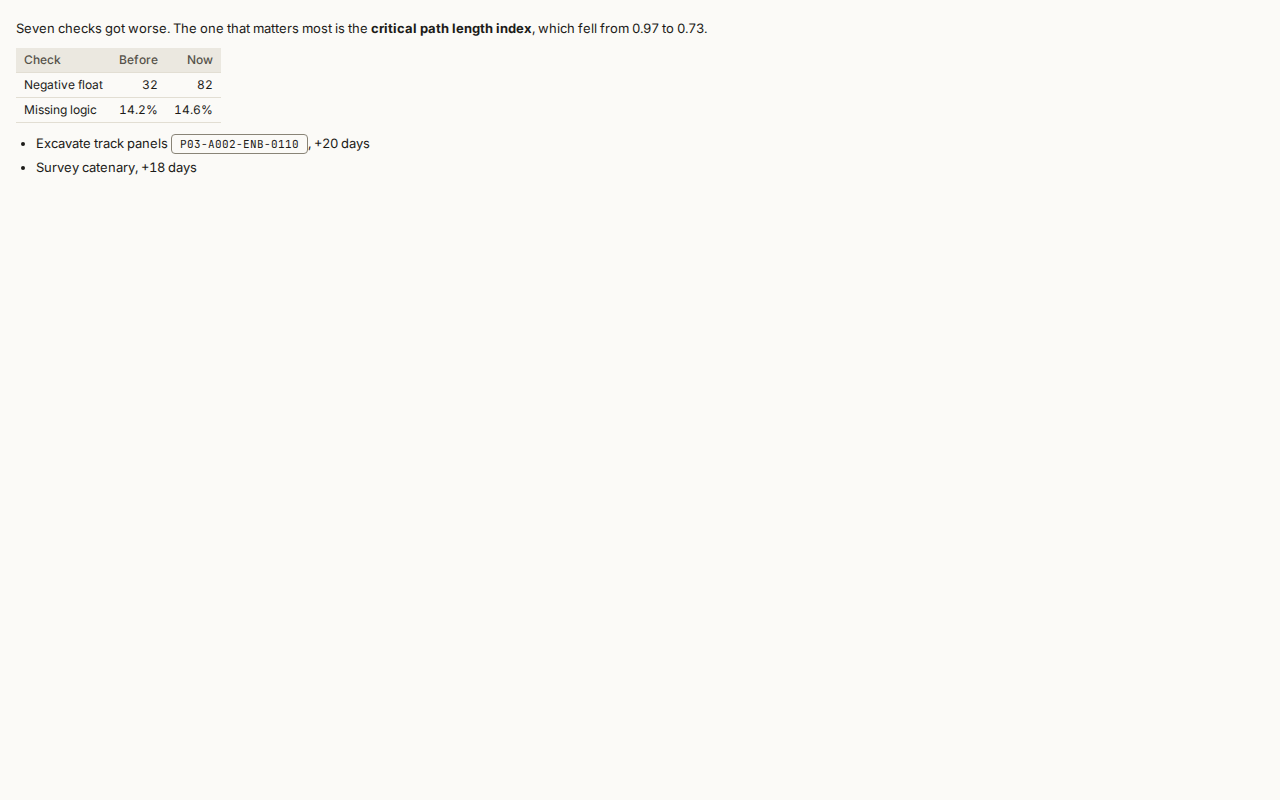 Seven checks got worse. The one that matters most is the critical path length index, which fell from 0.97 to 0.73.
Check Before Now
Negative float 32 82
Missing logic 14.2% 14.6%
• Excavate track panels P03-A002-ENB-0110, +20 days
• Survey catenary, +18 days